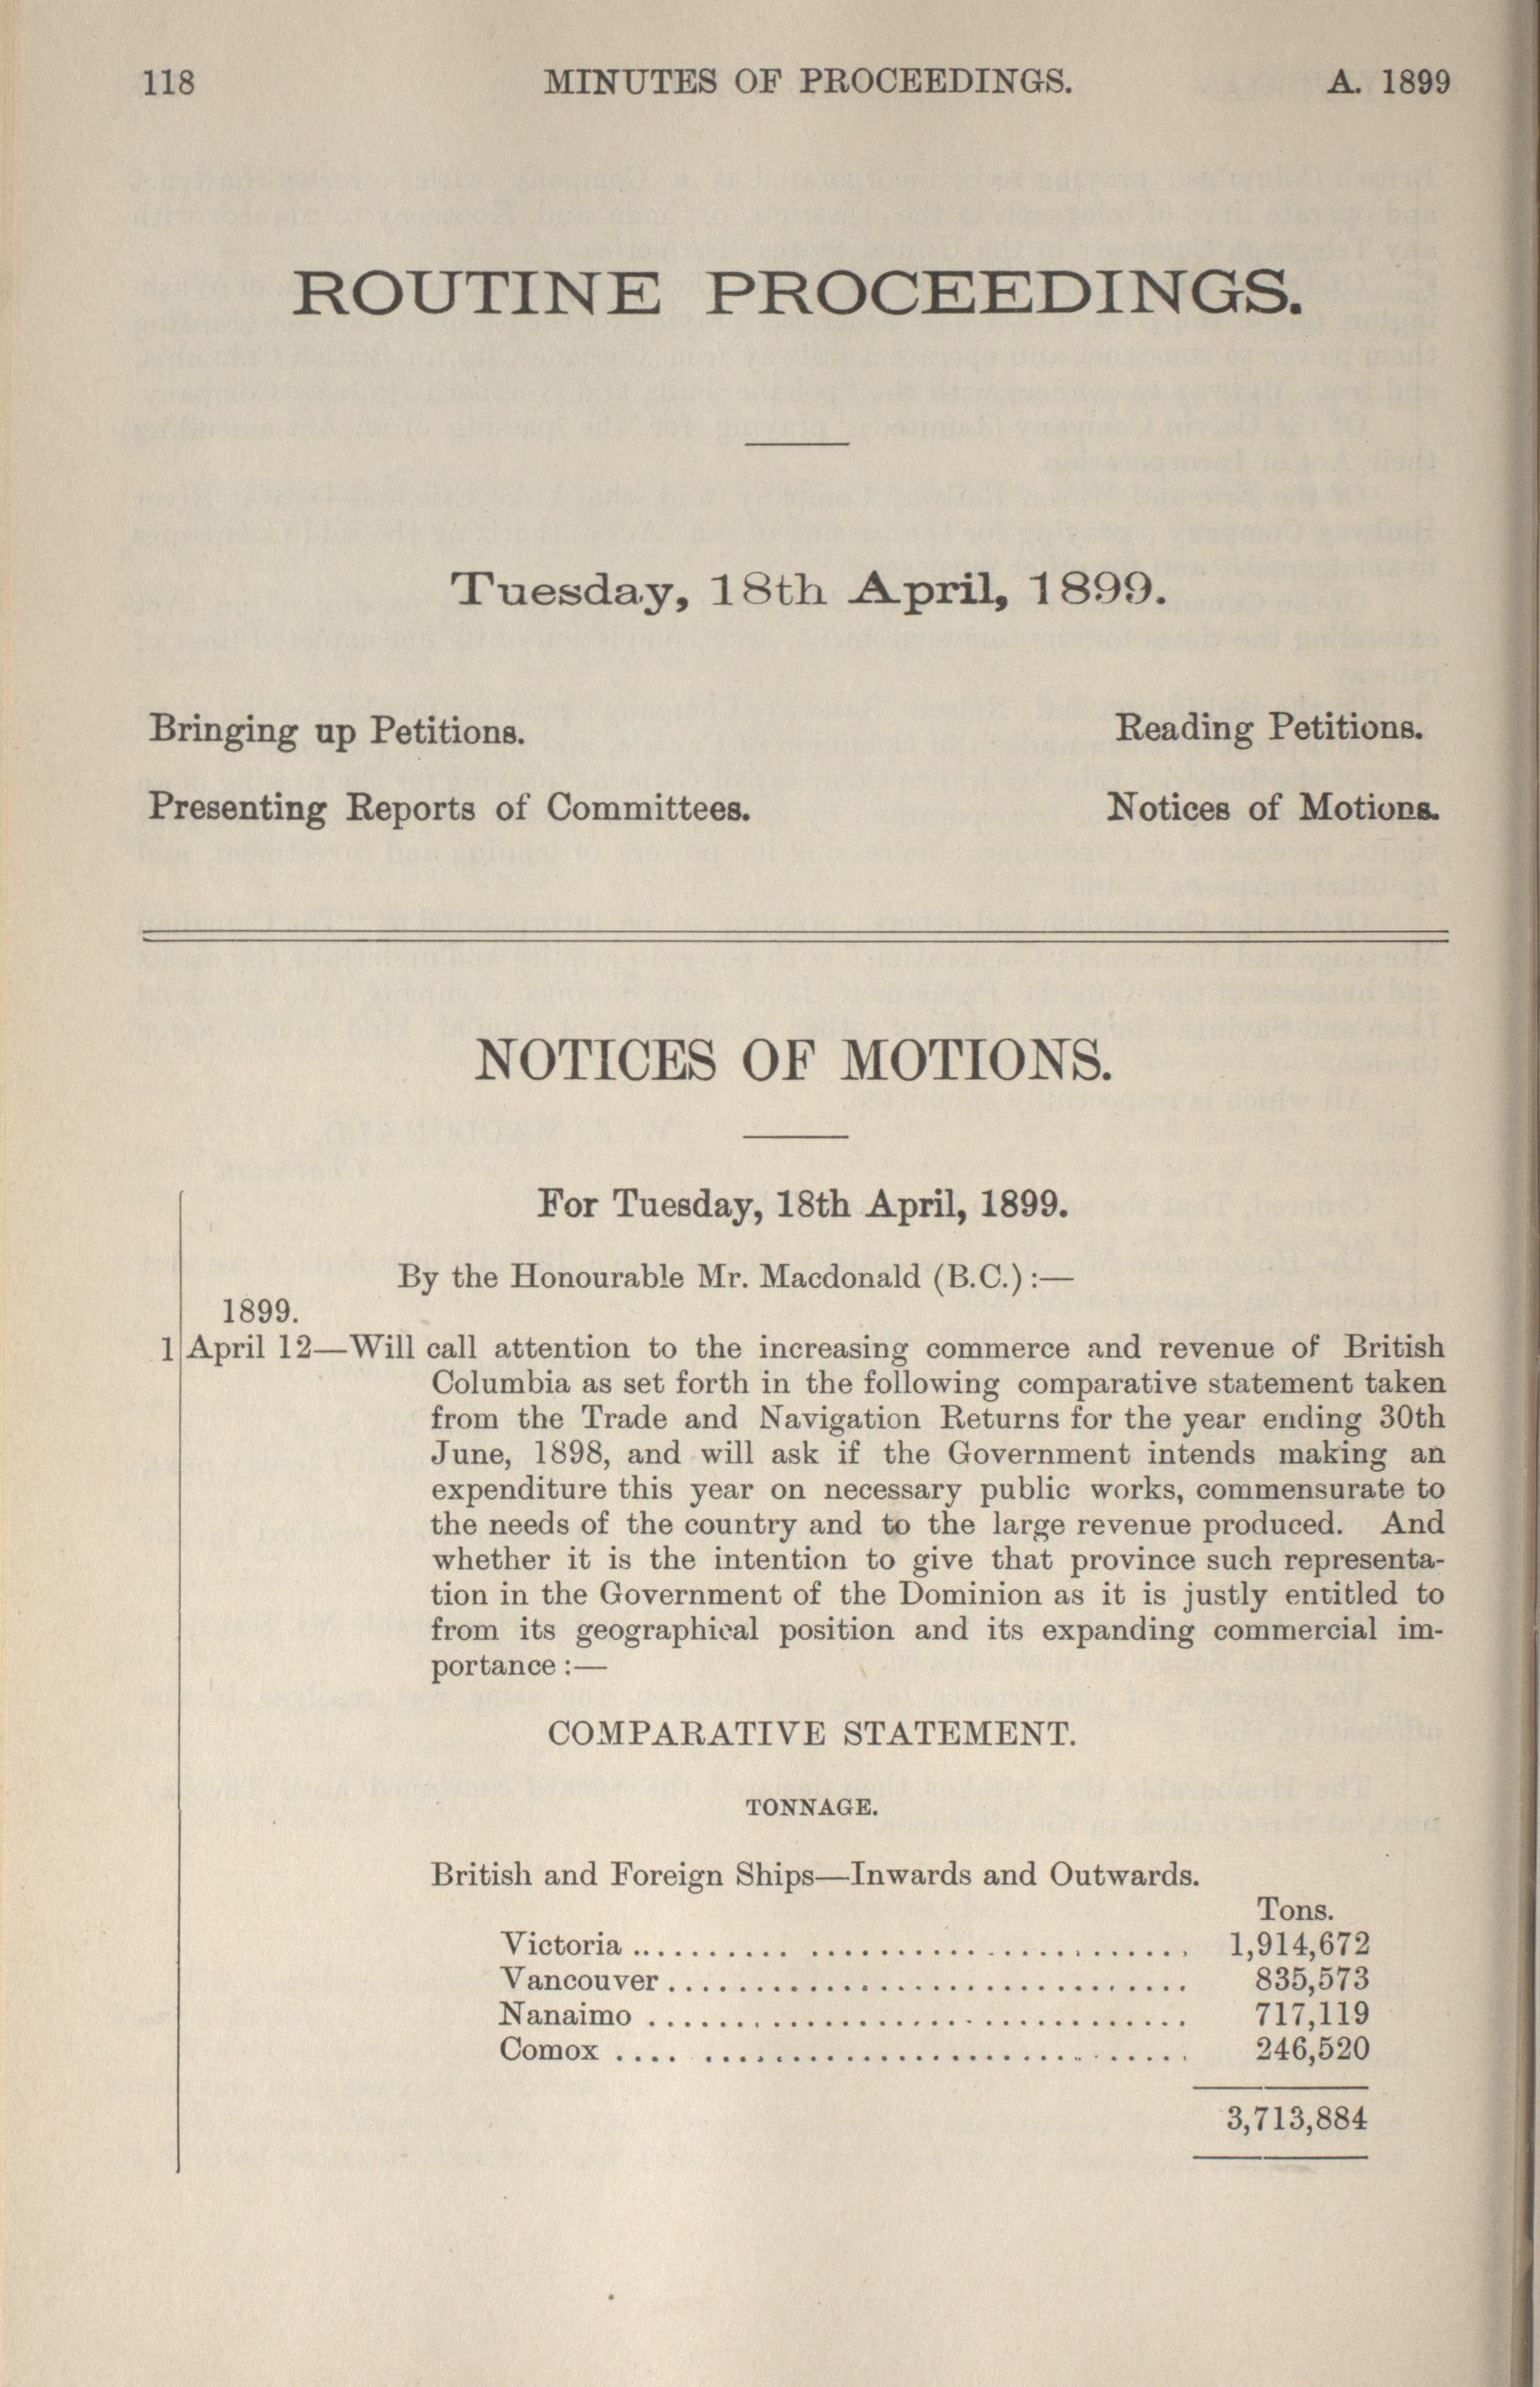 118 MINUTES OF PROCEEDINGS. A. 1899
ROUTINE PROCEEDINGS.
Tuesday, 18th April, 1899.
Bringing up Petitions. Reading Petitions.
Presenting Reports of Committees. Notices of Motions.
NOTICES OF MOTIONS.
For Tuesday, 18th April, 1899.
By the Honourable Mr. Macdonald (B.C.):—
1899.
1 April 12—Will call attention to the increasing commerce and revenue of British
Columbia as set forth in the following comparative statement taken
from the Trade and Navigation Returns for the year ending 30th
June, 1898, and will ask if the Government intends making an
expenditure this year on necessary public works, commensurate to
the needs of the country and to the large revenue produced. And
whether it is the intention to give that province such representa-
tion in the Government of the Dominion as it is justly entitled to
from its geographical position and its expanding commercial im-
portance:—
COMPARATIVE STATEMENT.
TONNAGE.
British and Foreign Ships—Inwards and Outwards.
Tons.
Victoria .................................... 1,914,672
Vancouver .................................. 835,573
Nanaimo .................................... 717,119
Comox .................................... 246,520
3,713,884